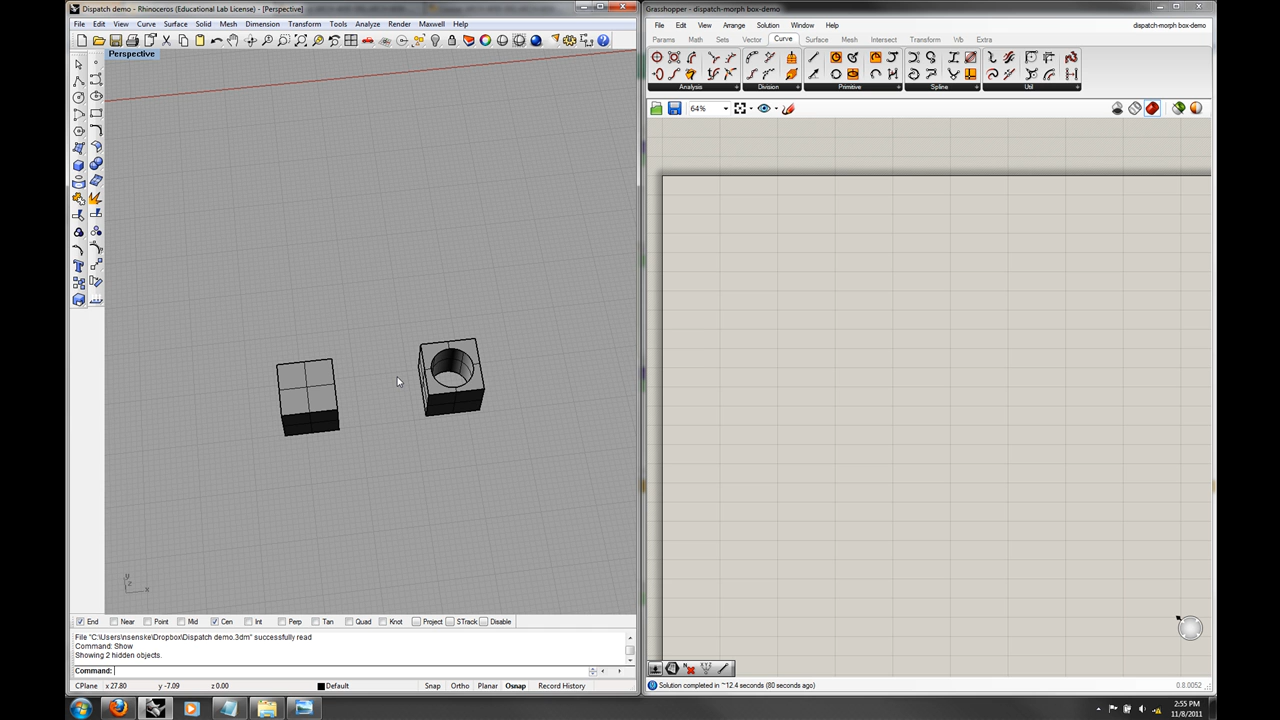 Dispatch demo - Rhinoceros (Educational Lab License) - [Perspective]
File Edit View Curve Surface Solid Mesh Dimension Transform Tools Analyze Render Maxwell Help
Perspective
y
z
x
End Near Point Mid Cen Int Perp Tan Quad Knot Project STrack Disable
File "C:\Users\nsenske\Dropbox\Dispatch demo.3dm" successfully read
Command: Show
Showing 2 hidden objects.
Command:
CPlane x 27.80 y -7.09 z 0.00 Default Snap Ortho Planar Osnap Record History
Grasshopper - dispatch-morph box-demo
File Edit View Arrange Solution Window Help dispatch-morph box-demo
Params Math Sets Vector Curve Surface Mesh Intersect Transform Wb Extra
Analysis Division Primitive Spline Util
64%
Solution completed in ~12.4 seconds (80 seconds ago) 0.8.0052
2:55 PM
11/8/2011